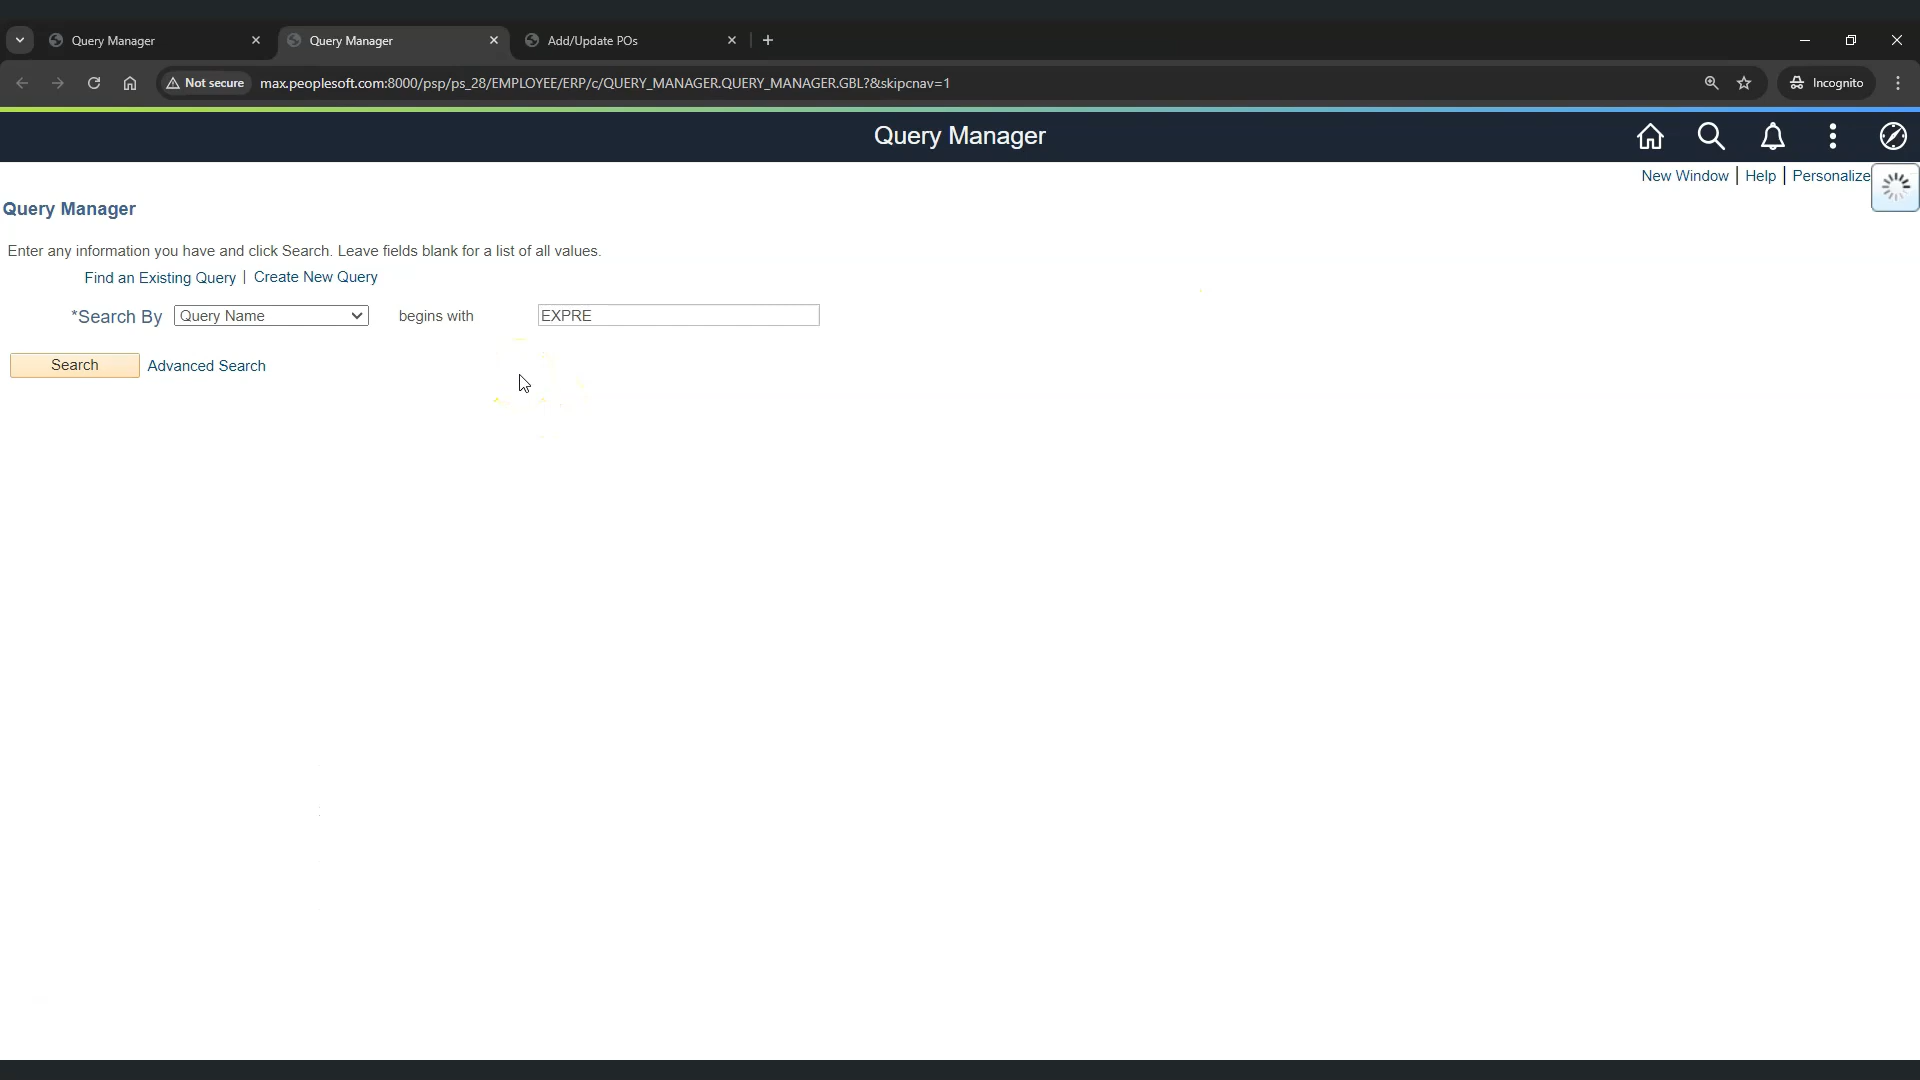 Query Manager
Query Manager
Add/Update POs
Not secure
max.peoplesoft.com:8000/psp/ps_28/EMPLOYEE/ERP/c/QUERY_MANAGER.QUERY_MANAGER.GBL?&skipcnav=1
Incognito
Query Manager
New Window | Help | Personalize
Query Manager
Enter any information you have and click Search. Leave fields blank for a list of all values.
Find an Existing Query | Create New Query
*Search By Query Name begins with EXPRE
Search Advanced Search